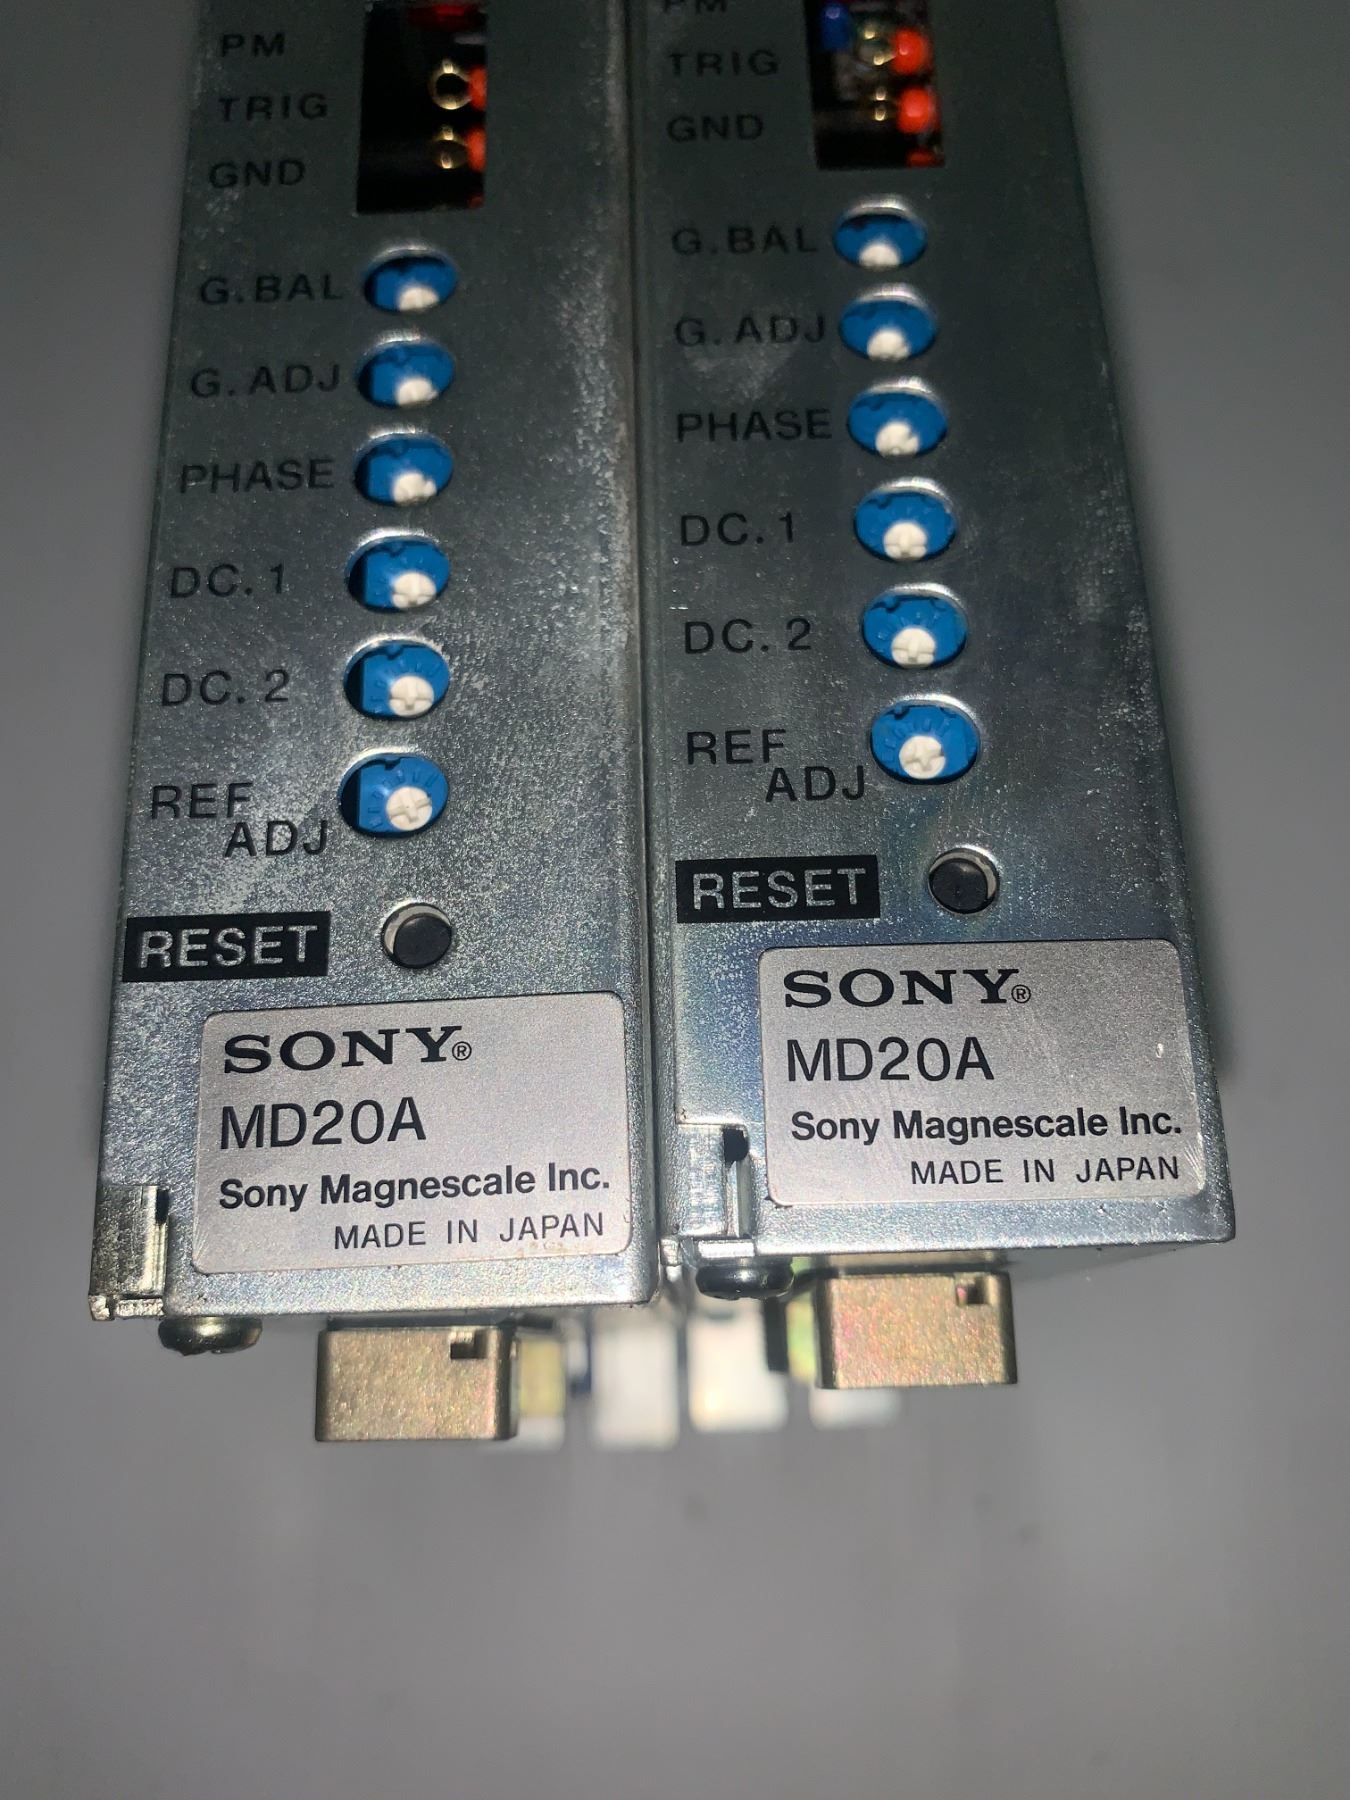 PM
TRIG
GND
G.BAL
G.ADJ
PHASE
DC.1
DC.2
REF
ADJ
RESET
SONY®
MD20A
Sony Magnescale Inc.
MADE IN JAPAN
PM
TRIG
GND
G.BAL
G.ADJ
PHASE
DC.1
DC.2
REF
ADJ
RESET
SONY®
MD20A
Sony Magnescale Inc.
MADE IN JAPAN